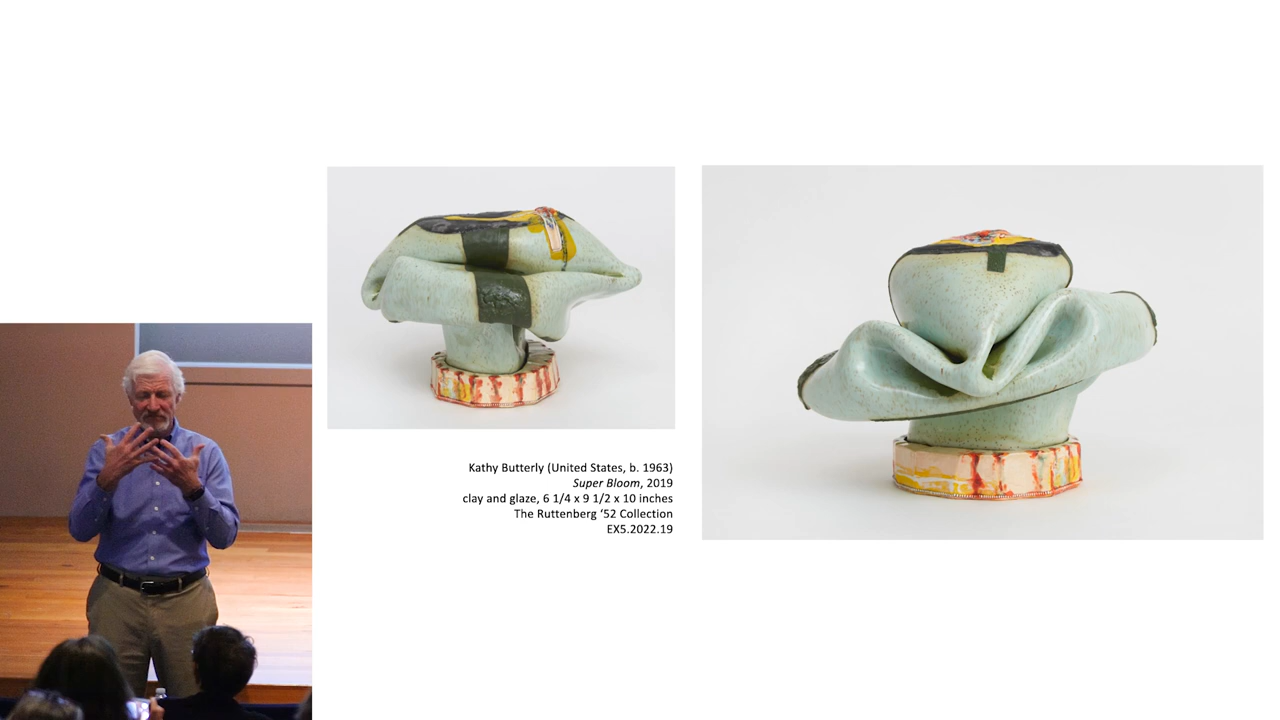 Kathy Butterly (United States, b. 1963)
Super Bloom, 2019
clay and glaze, 6 1/4 x 9 1/2 x 10 inches
The Ruttenberg ‘52 Collection
EX5.2022.19